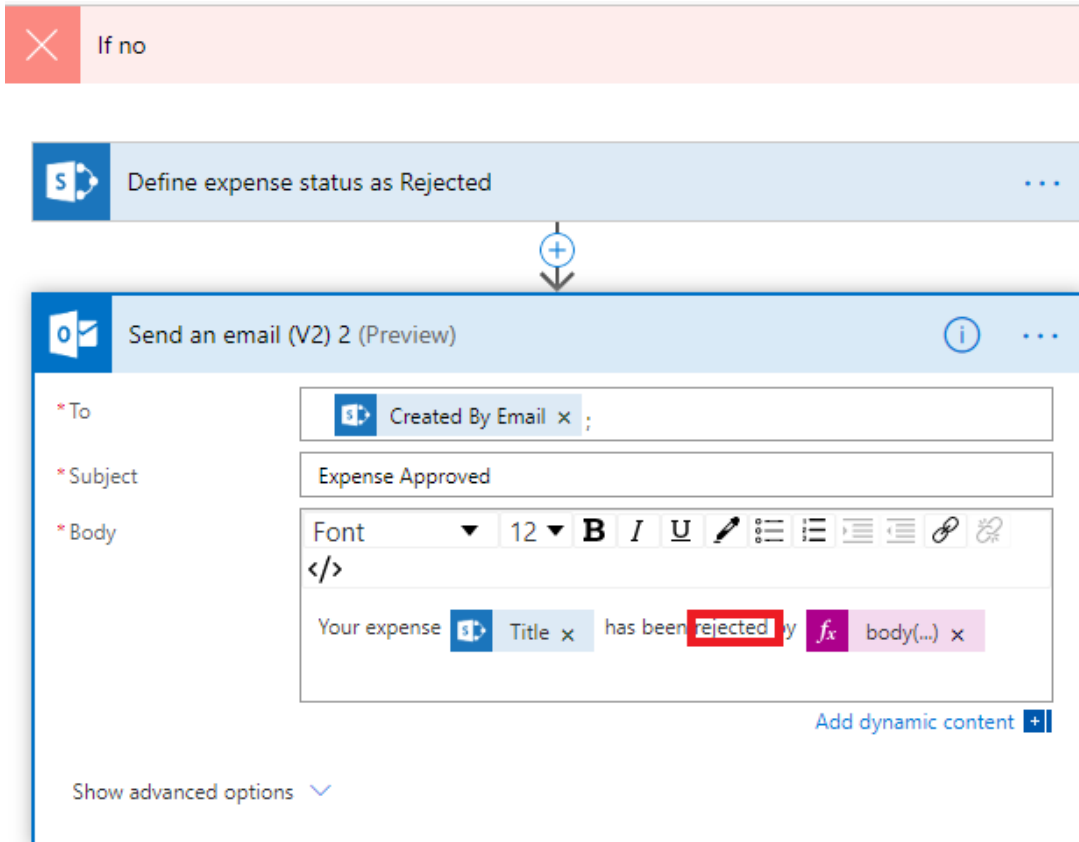 If no
Define expense status as Rejected
Send an email (V2) 2 (Preview)
* To
Created By Email × ;
* Subject
Expense Approved
* Body
Font 12 B I U
</>
Your expense Title × has been rejected y fx body(...) ×
Add dynamic content +
Show advanced options